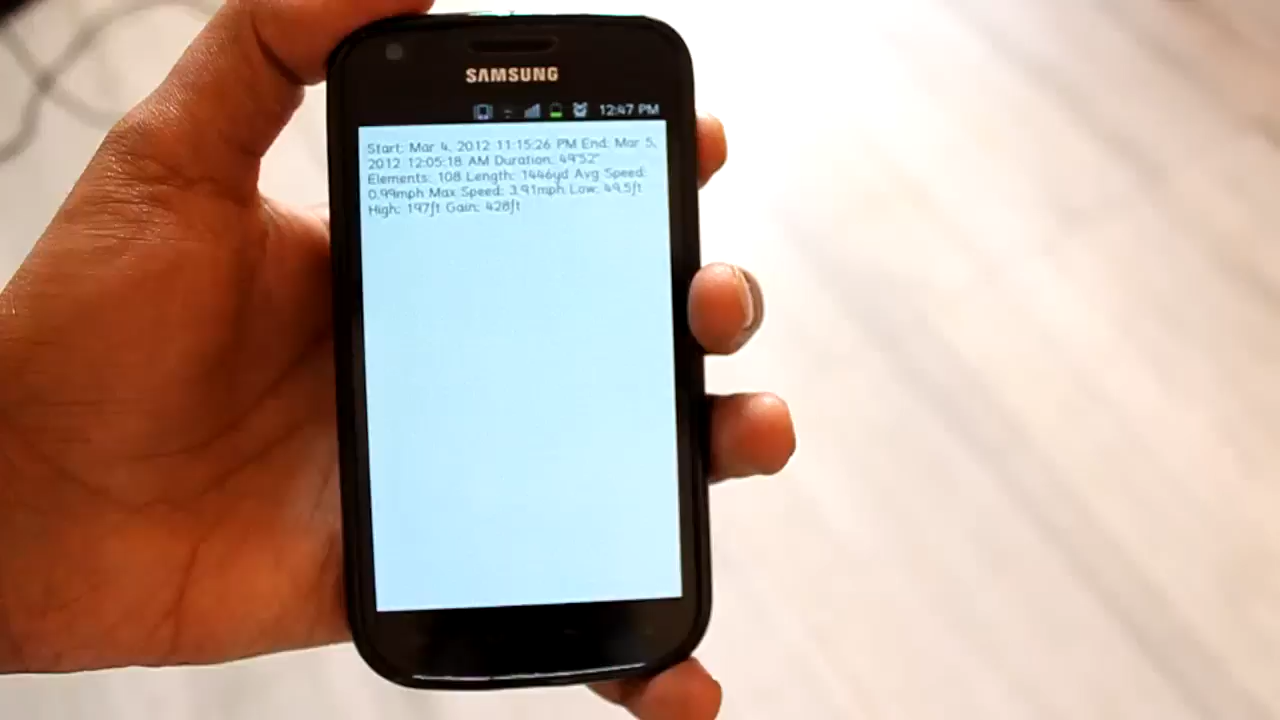 SAMSUNG
12:47 PM
Start: Mar 4, 2012 11:15:26 PM End: Mar 5,
2012 12:05:18 AM Duration: 49'52"
Elements: 108 Length: 1446yd Avg Speed:
0.99mph Max Speed: 3.91mph Low: 49.5ft
High: 197ft Gain: 428ft